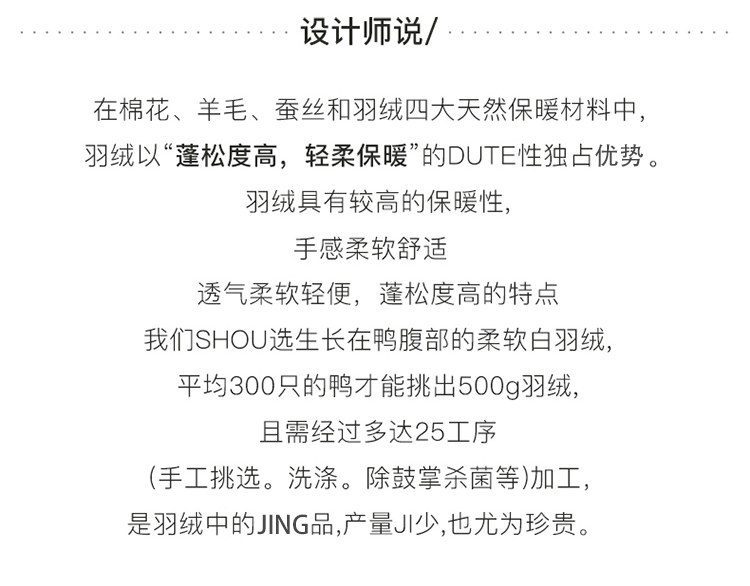 设计师说/
在棉花、羊毛、蚕丝和羽绒四大天然保暖材料中,
羽绒以“蓬松度高，轻柔保暖”的DUTE性独占优势。
羽绒具有较高的保暖性,
手感柔软舒适
透气柔软轻便，蓬松度高的特点
我们SHOU选生长在鸭腹部的柔软白羽绒,
平均300只的鸭才能挑出500g羽绒,
且需经过多达25工序
(手工挑选。洗涤。除鼓掌杀菌等)加工,
是羽绒中的JING品,产量JI少,也尤为珍贵。